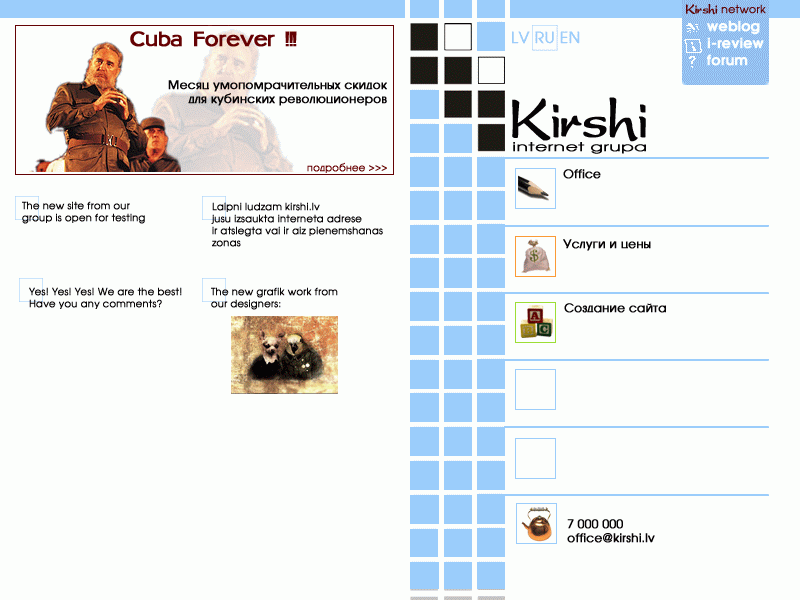 Cuba Forever !!!
Месяц умопомрачительных скидок
для кубинских революционеров
подробнее >>>
The new site from our
group is open for testing
Laipni ludzam kirshi.lv
jusu izsaukta interneta adrese
ir atslegta vai ir aiz pienemshanas
zonas
Yes! Yes! Yes! We are the best!
Have you any comments?
The new grafik work from
our designers:
LV RU EN
Kirshi network
weblog
i-review
? forum
Kirshi
internet grupa
Office
Услуги и цены
Создание сайта
7 000 000
office@kirshi.lv